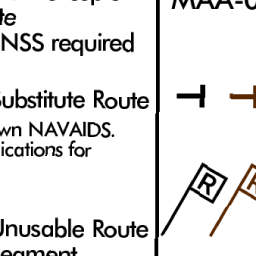 te
NSS required
MAA-
Substitute Route
wn NAVAIDS.
ications for
R
Unusable Route
egment